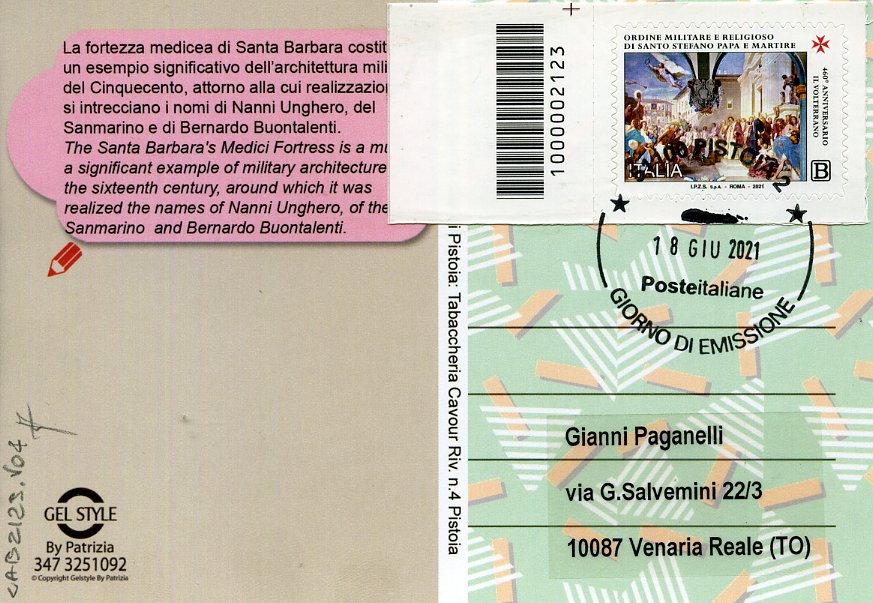 La fortezza medicea di Santa Barbara costit
un esempio significativo dell'architettura mili
del Cinquecento, attorno alla cui realizzazion
si intrecciano i nomi di Nanni Unghero, del
Sanmarino e di Bernardo Buontalenti.
The Santa Barbara's Medici Fortress is a mu
a significant example of military architecture
the sixteenth century, around which it was
realized the names of Nanni Unghero, of the
Sanmarino and Bernardo Buontalenti.
1000002123
ORDINE MILITARE E RELIGIOSO
DI SANTO STEFANO PAPA E MARTIRE
460° ANNIVERSARIO
IL VOLTERRANO
ITALIA
B
I.P.Z.S. S.p.A. - ROMA - 2021
PISTOIA
18 GIU 2021
Posteitaliane
GIORNO DI EMISSIONE
i Pistoia: Tabaccheria Cavour Riv. n.4 Pistoia
Gianni Paganelli
via G.Salvemini 22/3
10087 Venaria Reale (TO)
GEL STYLE
By Patrizia
347 3251092
© Copyright Gelstyle By Patrizia